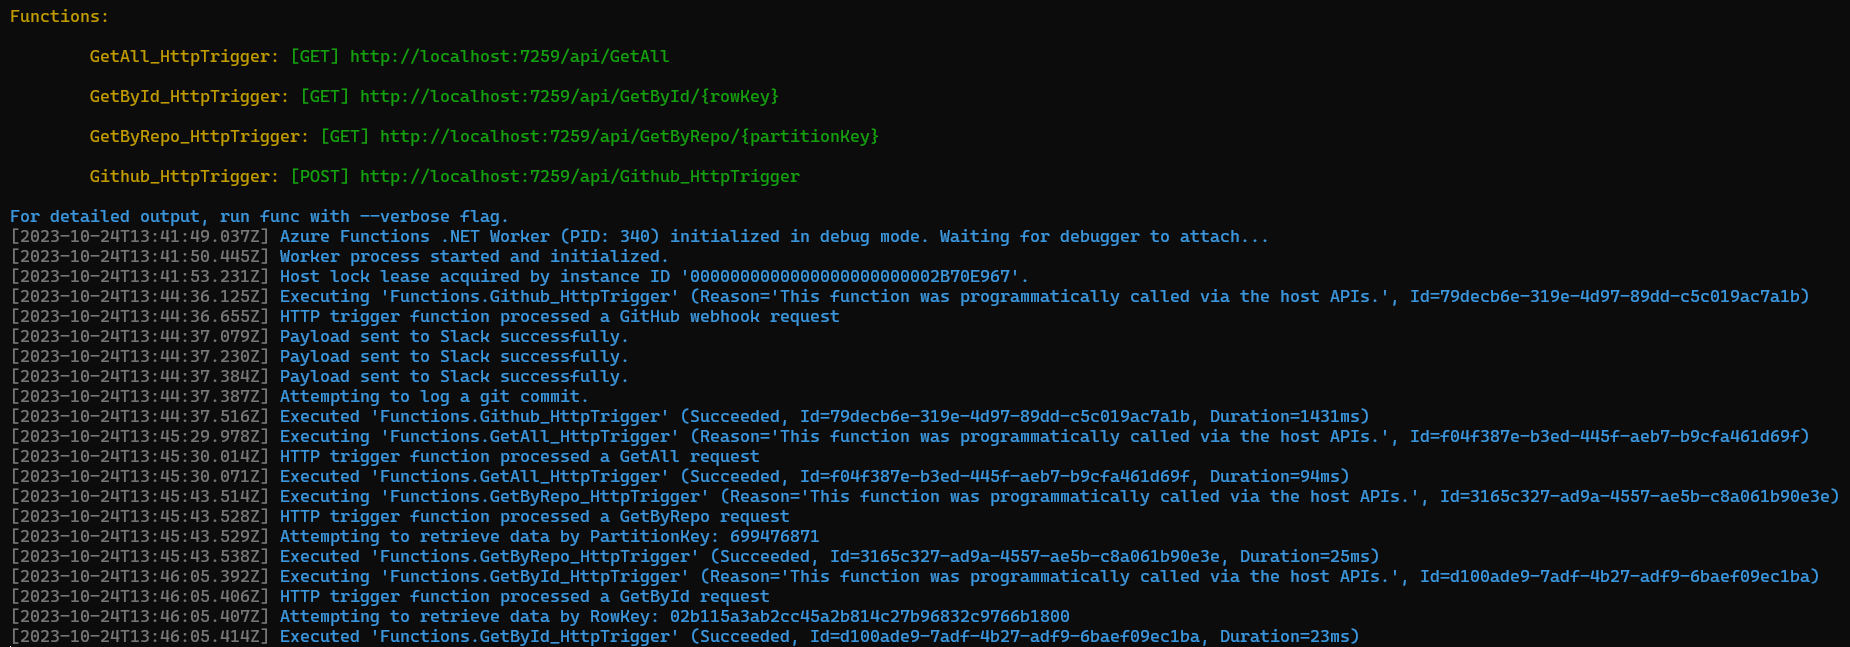 Functions:
GetAll_HttpTrigger: [GET] http://localhost:7259/api/GetAll
GetById_HttpTrigger: [GET] http://localhost:7259/api/GetById/{rowKey}
GetByRepo_HttpTrigger: [GET] http://localhost:7259/api/GetByRepo/{partitionKey}
Github_HttpTrigger: [POST] http://localhost:7259/api/Github_HttpTrigger
For detailed output, run func with --verbose flag.
[2023-10-24T13:41:49.037Z] Azure Functions .NET Worker (PID: 340) initialized in debug mode. Waiting for debugger to attach...
[2023-10-24T13:41:50.445Z] Worker process started and initialized.
[2023-10-24T13:41:53.231Z] Host lock lease acquired by instance ID '0000000000000000000000002B70E967'.
[2023-10-24T13:44:36.125Z] Executing 'Functions.Github_HttpTrigger' (Reason='This function was programmatically called via the host APIs.', Id=79decb6e-319e-4d97-89dd-c5c019ac7a1b)
[2023-10-24T13:44:36.655Z] HTTP trigger function processed a GitHub webhook request
[2023-10-24T13:44:37.079Z] Payload sent to Slack successfully.
[2023-10-24T13:44:37.230Z] Payload sent to Slack successfully.
[2023-10-24T13:44:37.384Z] Payload sent to Slack successfully.
[2023-10-24T13:44:37.387Z] Attempting to log a git commit.
[2023-10-24T13:44:37.516Z] Executed 'Functions.Github_HttpTrigger' (Succeeded, Id=79decb6e-319e-4d97-89dd-c5c019ac7a1b, Duration=1431ms)
[2023-10-24T13:45:29.978Z] Executing 'Functions.GetAll_HttpTrigger' (Reason='This function was programmatically called via the host APIs.', Id=f04f387e-b3ed-445f-aeb7-b9cfa461d69f)
[2023-10-24T13:45:30.014Z] HTTP trigger function processed a GetAll request
[2023-10-24T13:45:30.071Z] Executed 'Functions.GetAll_HttpTrigger' (Succeeded, Id=f04f387e-b3ed-445f-aeb7-b9cfa461d69f, Duration=94ms)
[2023-10-24T13:45:43.514Z] Executing 'Functions.GetByRepo_HttpTrigger' (Reason='This function was programmatically called via the host APIs.', Id=3165c327-ad9a-4557-ae5b-c8a061b90e3e)
[2023-10-24T13:45:43.528Z] HTTP trigger function processed a GetByRepo request
[2023-10-24T13:45:43.529Z] Attempting to retrieve data by PartitionKey: 699476871
[2023-10-24T13:45:43.538Z] Executed 'Functions.GetByRepo_HttpTrigger' (Succeeded, Id=3165c327-ad9a-4557-ae5b-c8a061b90e3e, Duration=25ms)
[2023-10-24T13:46:05.392Z] Executing 'Functions.GetById_HttpTrigger' (Reason='This function was programmatically called via the host APIs.', Id=d100ade9-7adf-4b27-adf9-6baef09ec1ba)
[2023-10-24T13:46:05.406Z] HTTP trigger function processed a GetById request
[2023-10-24T13:46:05.407Z] Attempting to retrieve data by RowKey: 02b115a3ab2cc45a2b814c27b96832c9766b1800
[2023-10-24T13:46:05.414Z] Executed 'Functions.GetById_HttpTrigger' (Succeeded, Id=d100ade9-7adf-4b27-adf9-6baef09ec1ba, Duration=23ms)